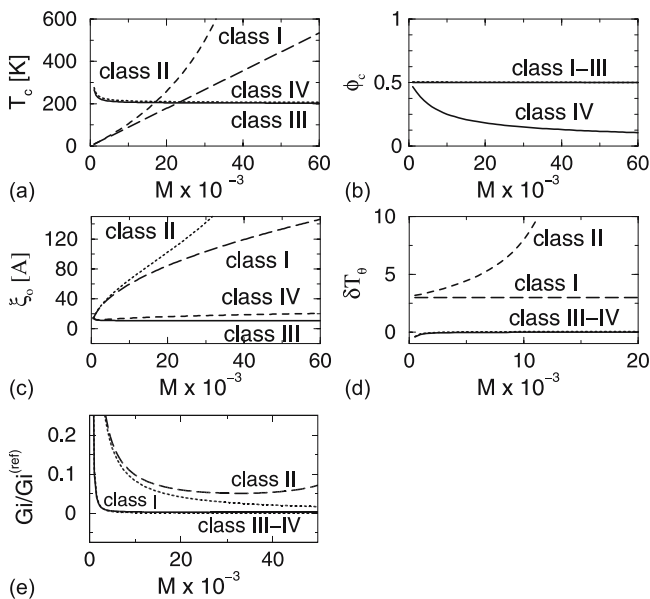 600
class I
class II
400
T_c [K]
class IV
200
class III
0
0 20 40 60
(a)
M x 10⁻³
1
class I–III
ϕ_c
0.5
class IV
0
0 20 40 60
(b)
M x 10⁻³
class II
120
class I
ξ_o [A]
80
40
class IV
0
class III
0 20 40 60
(c)
M x 10⁻³
10
class II
δT_θ
5
class I
class III–IV
0
0 10 20
(d)
M x 10⁻³
0.2
Gi/Gi^(ref)
0.1
class II
class I
0
class III–IV
0 20 40
(e)
M x 10⁻³